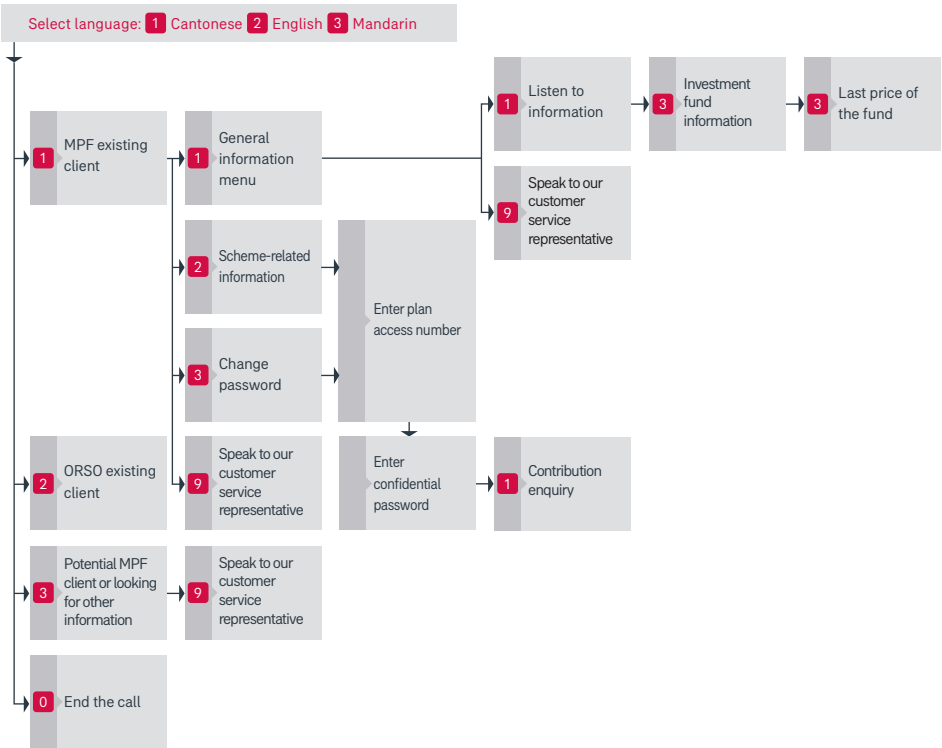 Select language: 1 Cantonese 2 English 3 Mandarin
1 MPF existing
client
1 General
information
menu
1 Listen to
information
3 Investment
fund
information
3 Last price of
the fund
9 Speak to our
customer
service
representative
2 Scheme-related
information
3 Change
password
Enter plan
access number
9 Speak to our
customer
service
representative
Enter
confidential
password
1 Contribution
enquiry
2 ORSO existing
client
3 Potential MPF
client or looking
for other
information
9 Speak to our
customer
service
representative
0 End the call